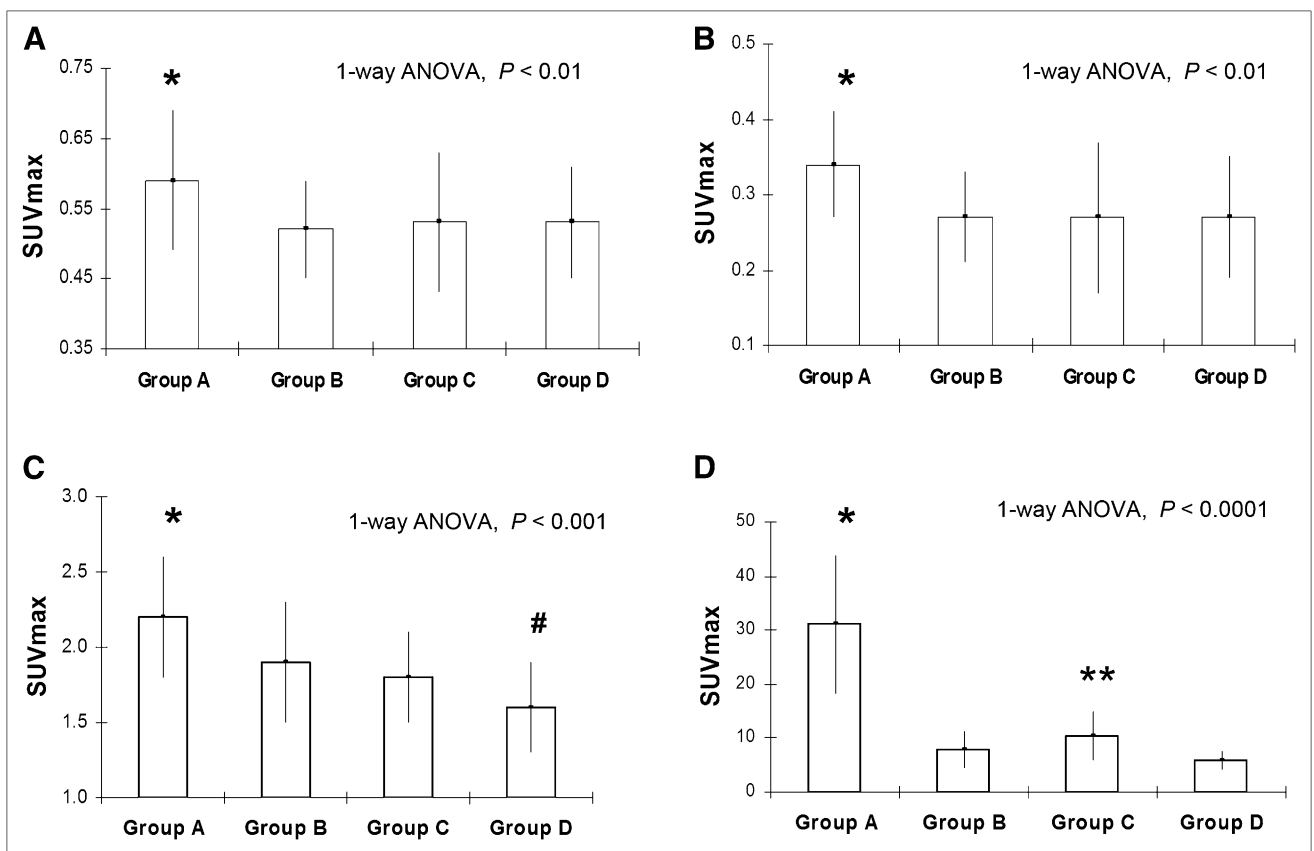 A
1-way ANOVA, P < 0.01
*
SUVmax
0.75
0.65
0.55
0.45
0.35
Group A Group B Group C Group D
B
1-way ANOVA, P < 0.01
*
SUVmax
0.5
0.4
0.3
0.2
0.1
Group A Group B Group C Group D
C
1-way ANOVA, P < 0.001
*
#
SUVmax
3.0
2.5
2.0
1.5
1.0
Group A Group B Group C Group D
D
1-way ANOVA, P < 0.0001
*
**
SUVmax
50
40
30
20
10
0
Group A Group B Group C Group D